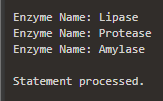 Enzyme Name: Lipase
Enzyme Name: Protease
Enzyme Name: Amylase
Statement processed.